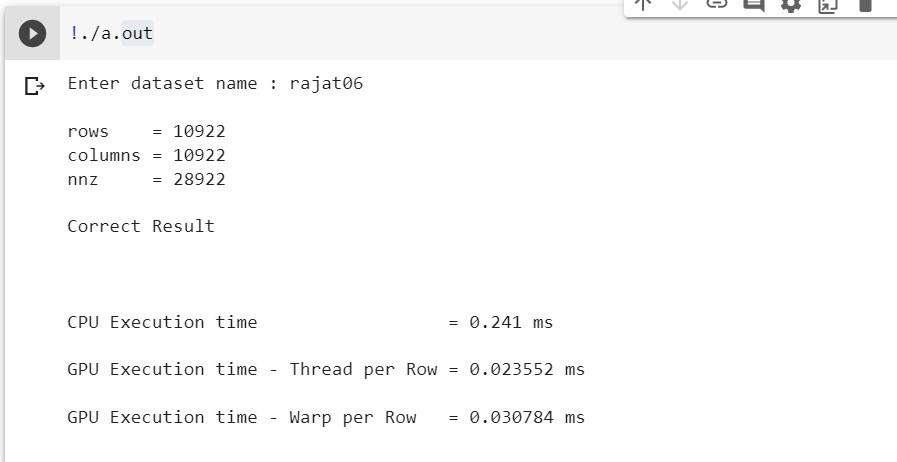 !./a.out
Enter dataset name : rajat06
rows    = 10922
columns = 10922
nnz     = 28922
Correct Result
CPU Execution time                  = 0.241 ms
GPU Execution time - Thread per Row = 0.023552 ms
GPU Execution time - Warp per Row   = 0.030784 ms